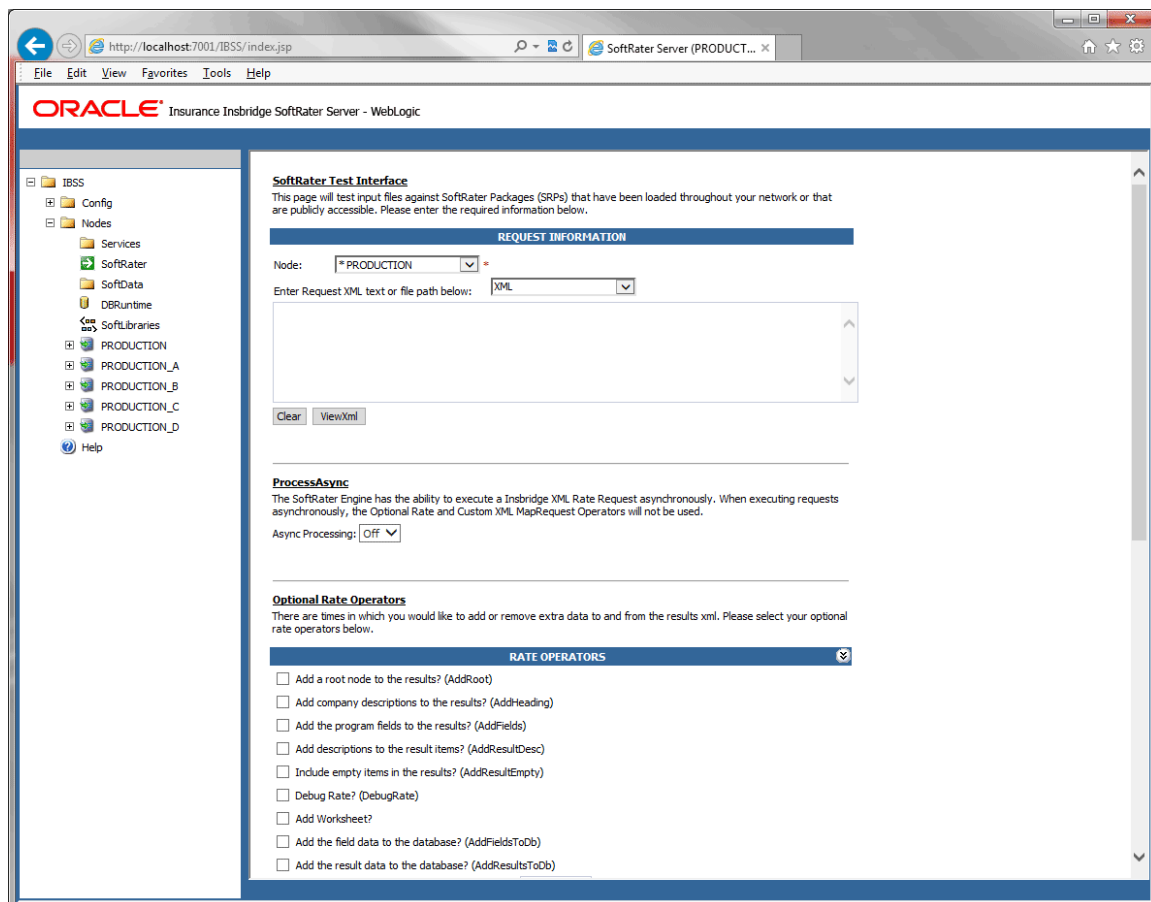 http://localhost:7001/IBSS/index.jsp
SoftRater Server (PRODUCT...
File Edit View Favorites Tools Help
ORACLE Insurance Insbridge SoftRater Server - WebLogic
IBSS
Config
Nodes
Services
SoftRater
SoftData
DBRuntime
SoftLibraries
PRODUCTION
PRODUCTION_A
PRODUCTION_B
PRODUCTION_C
PRODUCTION_D
Help
SoftRater Test Interface
This page will test input files against SoftRater Packages (SRPs) that have been loaded throughout your network or that
are publicly accessible. Please enter the required information below.
REQUEST INFORMATION
Node: * PRODUCTION *
Enter Request XML text or file path below: XML
Clear ViewXml
ProcessAsync
The SoftRater Engine has the ability to execute a Insbridge XML Rate Request asynchronously. When executing requests
asynchronously, the Optional Rate and Custom XML MapRequest Operators will not be used.
Async Processing: Off
Optional Rate Operators
There are times in which you would like to add or remove extra data to and from the results xml. Please select your optional
rate operators below.
RATE OPERATORS
Add a root node to the results? (AddRoot)
Add company descriptions to the results? (AddHeading)
Add the program fields to the results? (AddFields)
Add descriptions to the result items? (AddResultDesc)
Include empty items in the results? (AddResultEmpty)
Debug Rate? (DebugRate)
Add Worksheet?
Add the field data to the database? (AddFieldsToDb)
Add the result data to the database? (AddResultsToDb)